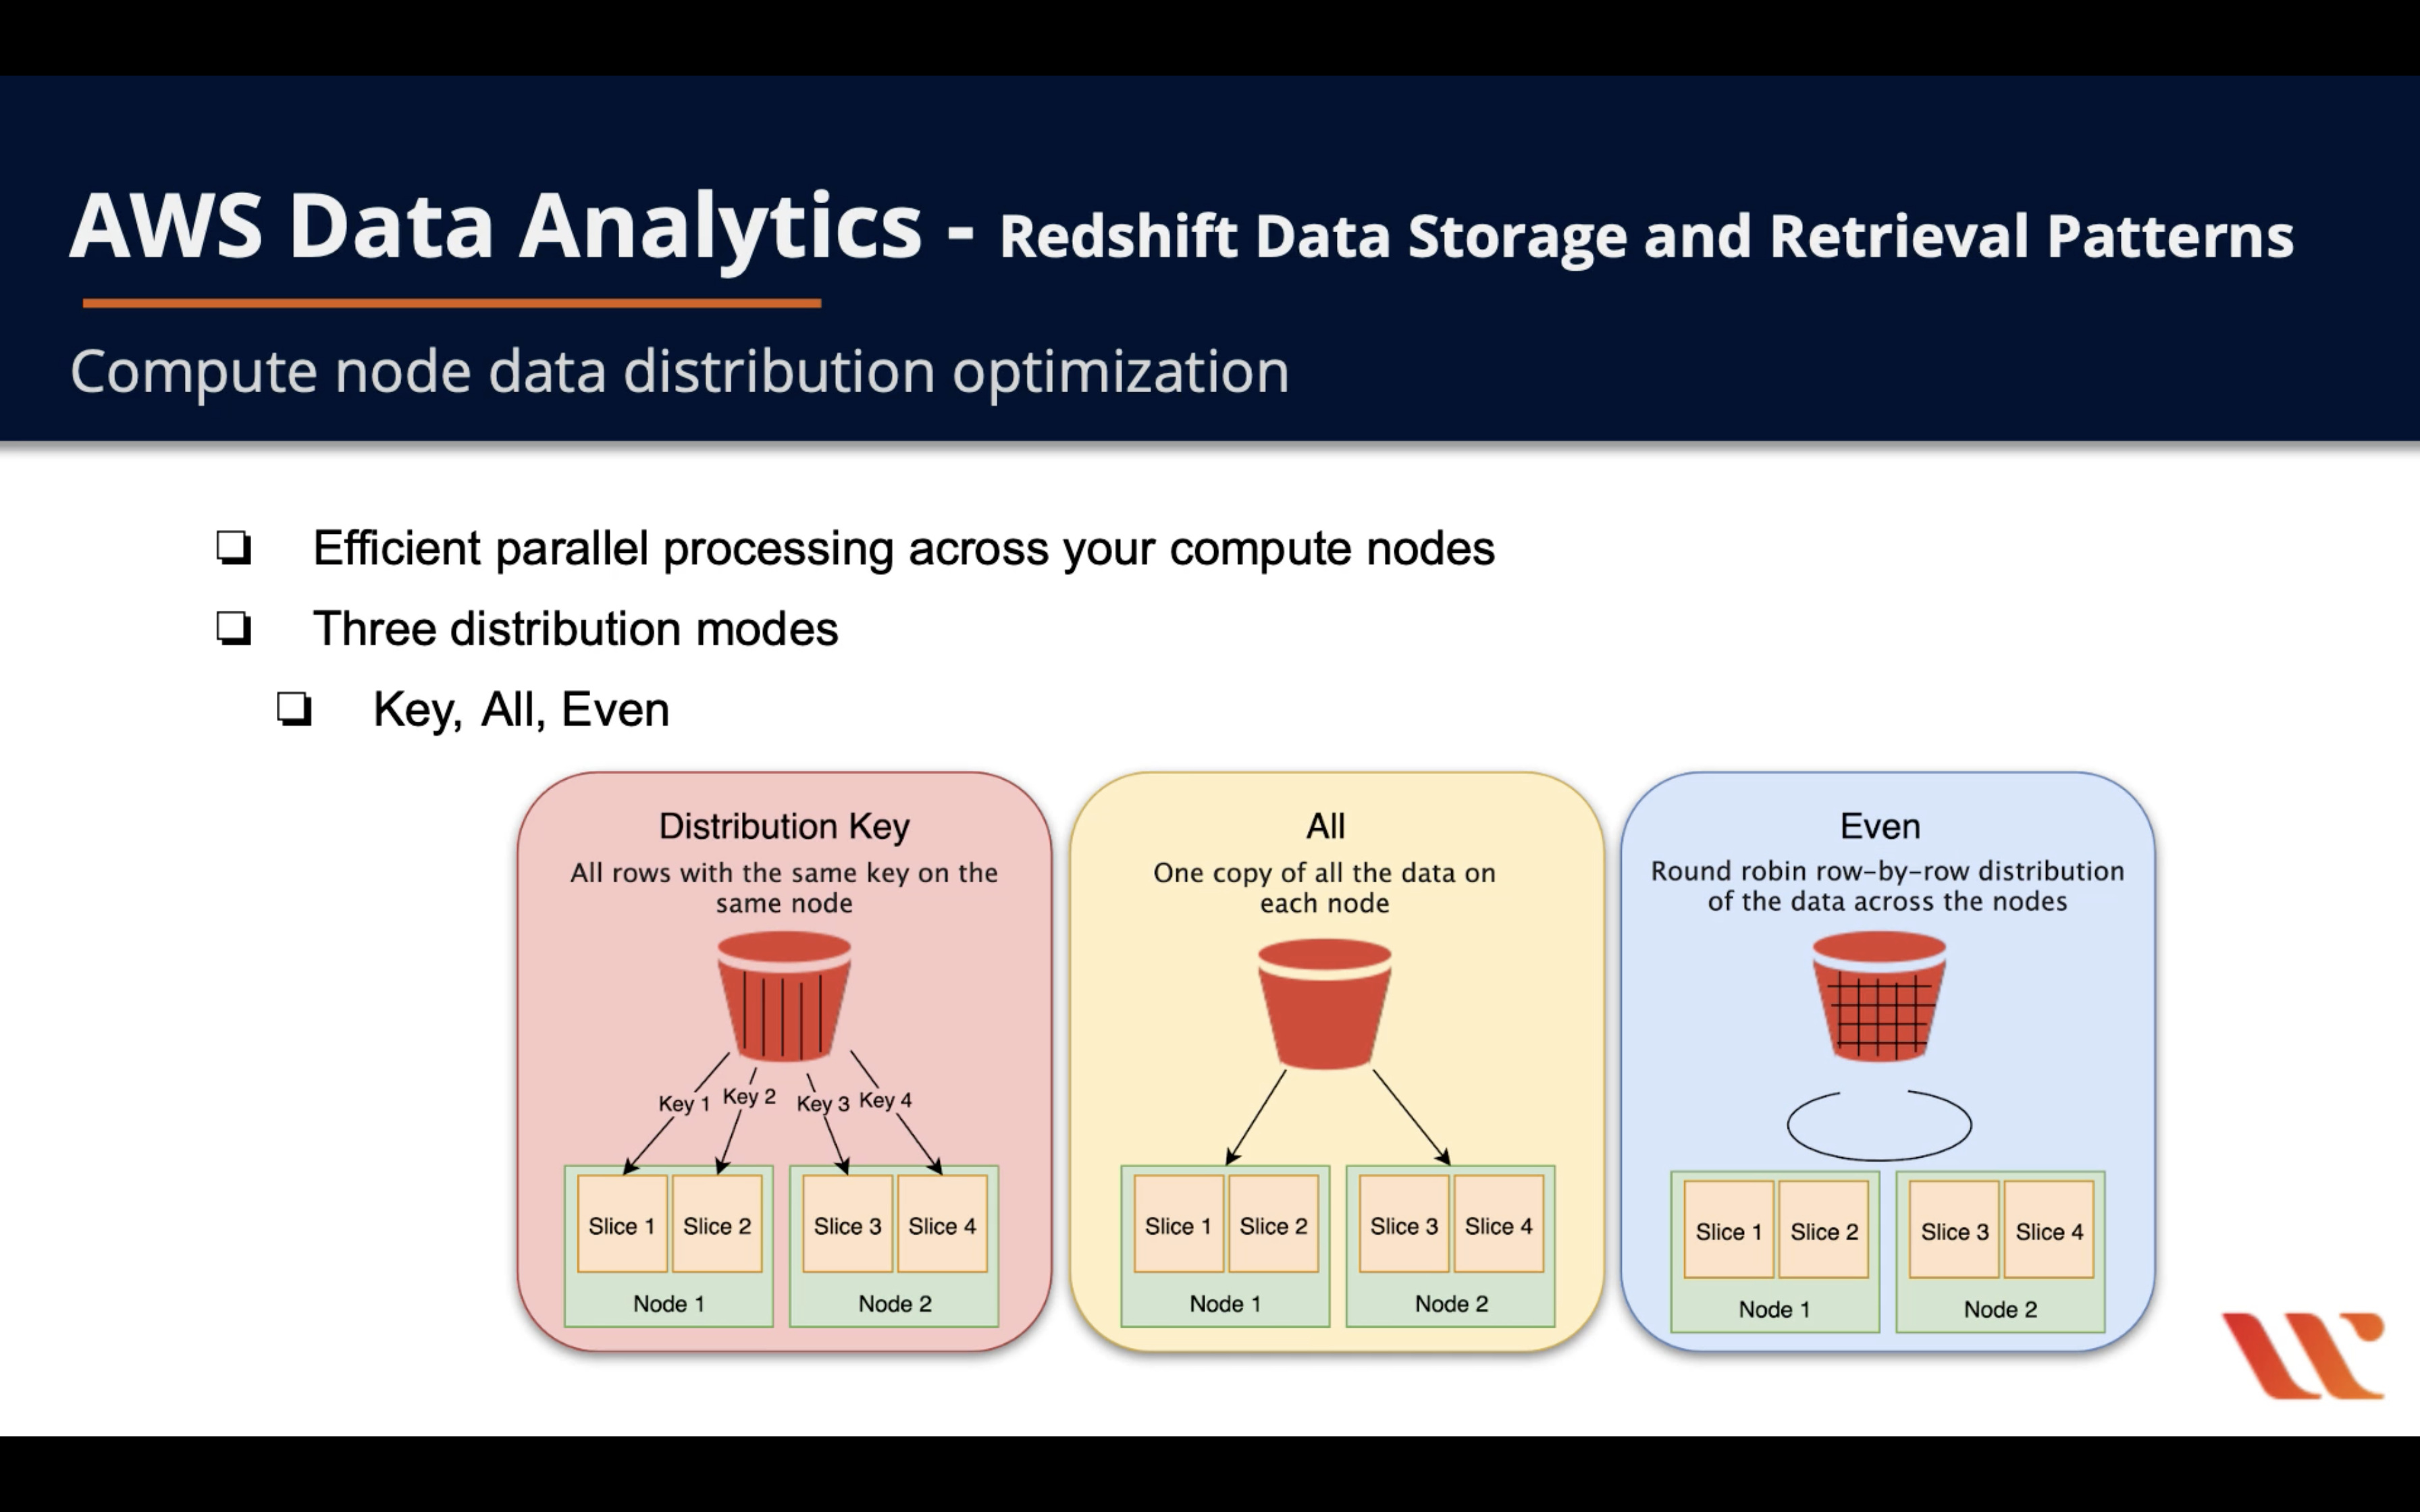 AWS Data Analytics - Redshift Data Storage and Retrieval Patterns
Compute node data distribution optimization
Efficient parallel processing across your compute nodes
Three distribution modes
Key, All, Even
Distribution Key
All rows with the same key on the
same node
Key 1 Key 2 Key 3 Key 4
Slice 1 Slice 2 Slice 3 Slice 4
Node 1 Node 2
All
One copy of all the data on
each node
Slice 1 Slice 2 Slice 3 Slice 4
Node 1 Node 2
Even
Round robin row-by-row distribution
of the data across the nodes
Slice 1 Slice 2 Slice 3 Slice 4
Node 1 Node 2